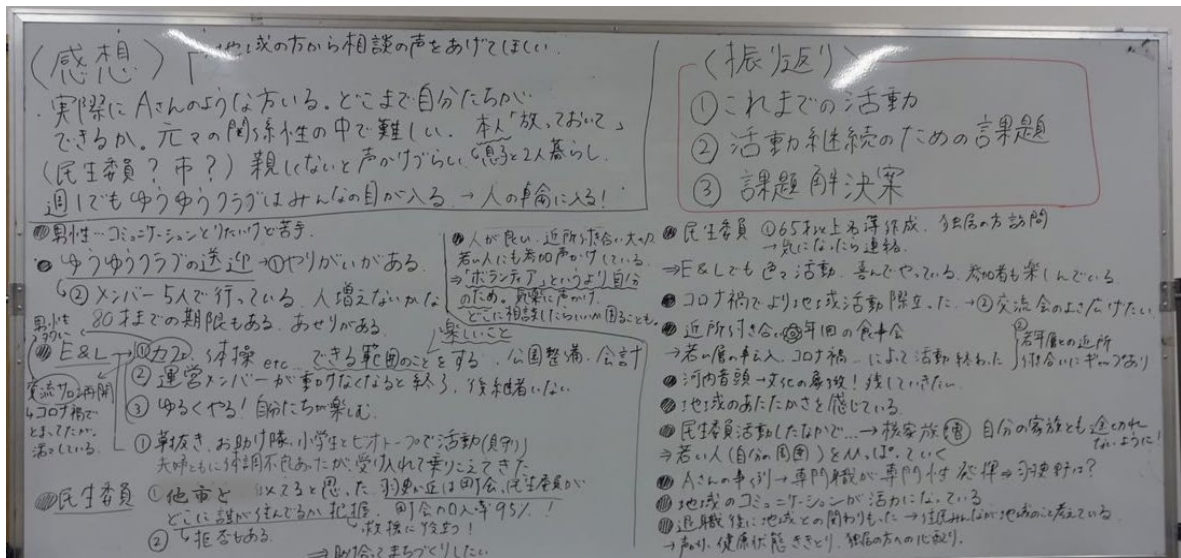 (感想)「地域の方から相談の声をあげてほしい.
・実際にAさんのような方いる。どこまで自分たちが
できるか。元々の関係性の中で難しい. 本人「放っておいて」
(民生委員?市?)親しくないと声かけづらい 息子と2人暮らし.
週1でもゆうゆうクラブはみんなの目が入る → 人の輪に入る!
●男性…コミュニケーションとりたいけど苦手
●ゆうゆうクラブの送迎→①やりがいがある.
②メンバー5人で行っている. 人増えないかな
80才までの期限もある. あせりがある.
●人が良い. 近所付き合い大切
若い人にも参加声かけしている.
⇒「ボランティア」というより自分
のため. 気楽に声かけ.
どこに相談したらいいか困ることも。
楽しいこと
●E&L→①カフェ、体操 etc… できる範囲のことをする. 公園整備. 会計
②運営メンバーが動けなくなると終了. 後継者いない
③ゆるくやる!自分たちが楽しむ.
交流サロン再開
コロナ禍で
とまってたが、
活している.
①草抜き、お助け隊、小学生とビオトープで活動(見守り)
夫婦ともに体調不良あったが、受け入れて乗りこえてきた
●民生委員 ①他市と 思った. 羽曳が丘は町会、民生委員が
どこに誰が住んでるか把握. 町会の加入率95%!
②拒否もある. 救援に役立つ!
⇒助け合ってまちづくりしたい
(振り返り)
①これまでの活動
②活動継続のための課題
③課題解決案
●民生委員 ①65才以上名簿作成. 独居の方訪問
→気になったら連絡.
⇒E&Lでも色々活動. 喜んでやっている. 参加者も楽しんでいる.
●コロナ禍でより地域活動際立った.→③交流会のよさ広げたい
●近所付き合い 年1回の食事会
→若い層の転入、コロナ禍…によって活動終わった
②若年層との近所
付き合いにギャップあり
●河内音頭→文化の 残していきたい.
●地域のあたたかさを感じている.
●民生委員活動したなかで…→核家族増 自分の家族とも途切れ
ないように!
⇒若い人(自分の周囲)をひっぱっていく
●Aさんの事例→専門職が専門性発揮⇒羽曳野は?
●地域のコミュニケーションが活力になっている
●退職後に地域との関わりもった→住民みんなが地域のこと考えている
→声かけ、健康状態ききとり、独居の方への心配り.